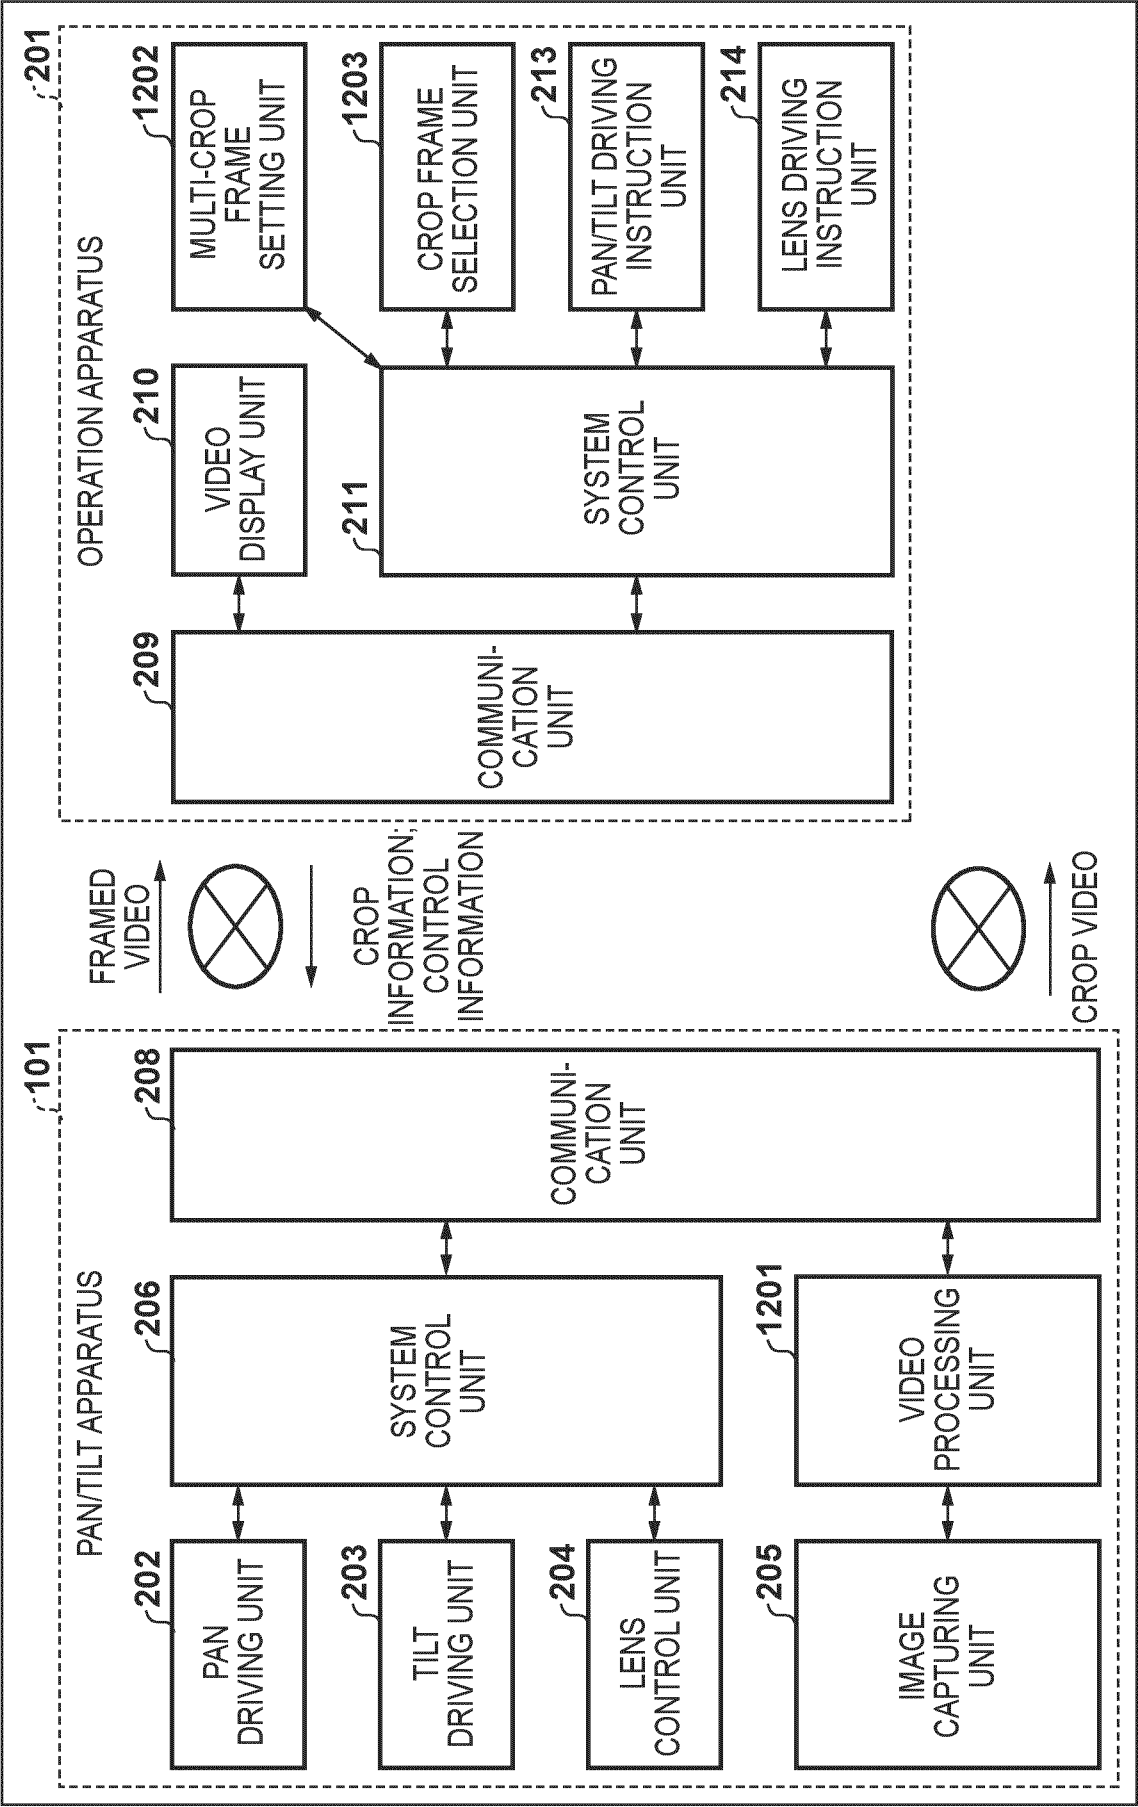 PAN/TILT APPARATUS
101
202
PAN
DRIVING UNIT
203
TILT
DRIVING UNIT
204
LENS
CONTROL UNIT
205
IMAGE
CAPTURING
UNIT
206
SYSTEM
CONTROL
UNIT
1201
VIDEO
PROCESSING
UNIT
208
COMMUNI-
CATION
UNIT
FRAMED
VIDEO
CROP
INFORMATION;
CONTROL
INFORMATION
CROP VIDEO
OPERATION APPARATUS
201
209
COMMUNI-
CATION
UNIT
210
VIDEO
DISPLAY UNIT
211
SYSTEM
CONTROL
UNIT
1202
MULTI-CROP
FRAME
SETTING UNIT
1203
CROP FRAME
SELECTION UNIT
213
PAN/TILT DRIVING
INSTRUCTION
UNIT
214
LENS DRIVING
INSTRUCTION
UNIT